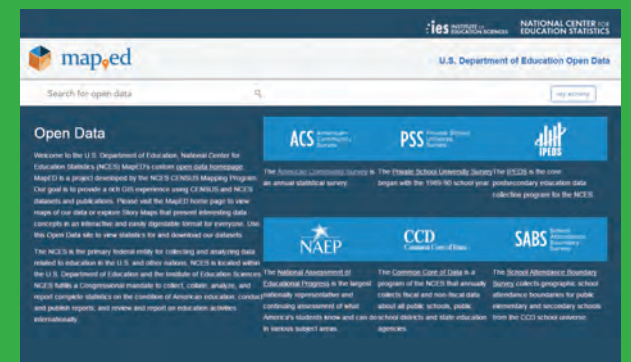 ies INSTITUTE OF EDUCATION SCIENCES
NATIONAL CENTER FOR EDUCATION STATISTICS
map.ed
U.S. Department of Education Open Data
Search for open data
my activity
Open Data
Welcome to the U.S. Department of Education, National Center for
Education Statistics (NCES) MapED's custom open data homepage.
MapED is a project developed by the NCES CENSUS Mapping Program.
Our goal is to provide a rich GIS experience using CENSUS and NCES
datasets and publications. Please visit the MapED home page to view
maps of our data or explore Story Maps that present interesting data
concepts in an interactive and easily digestable format for everyone. Use
this Open Data site to view statistics for and download our datasets.
The NCES is the primary federal entity for collecting and analyzing data
related to education in the U.S. and other nations. NCES is located within
the U.S. Department of Education and the Institute of Education Sciences.
NCES fulfills a Congressional mandate to collect, collate, analyze, and
report complete statistics on the condition of American education, conduct
and publish reports, and review and report on education activities
internationally.
ACS American Community Survey
The American Community Survey is
an annual statistical survey.
PSS Private School Universe Survey
The Private School University Survey
began with the 1989-90 school year.
IPEDS
The IPEDS is the core
postsecondary education data
collection program for the NCES.
NAEP
The National Assessment of
Educational Progress is the largest
nationally representative and
continuing assessment of what
America's students know and can do
in various subject areas.
CCD
Common Core of Data
The Common Core of Data is a
program of the NCES that annually
collects fiscal and non-fiscal data
about all public schools, public
school districts and state education
agencies.
SABS School Attendance Boundary Survey
The School Attendance Boundary
Survey collects geographic school
attendance boundaries for public
elementary and secondary schools
from the CCD school universe.